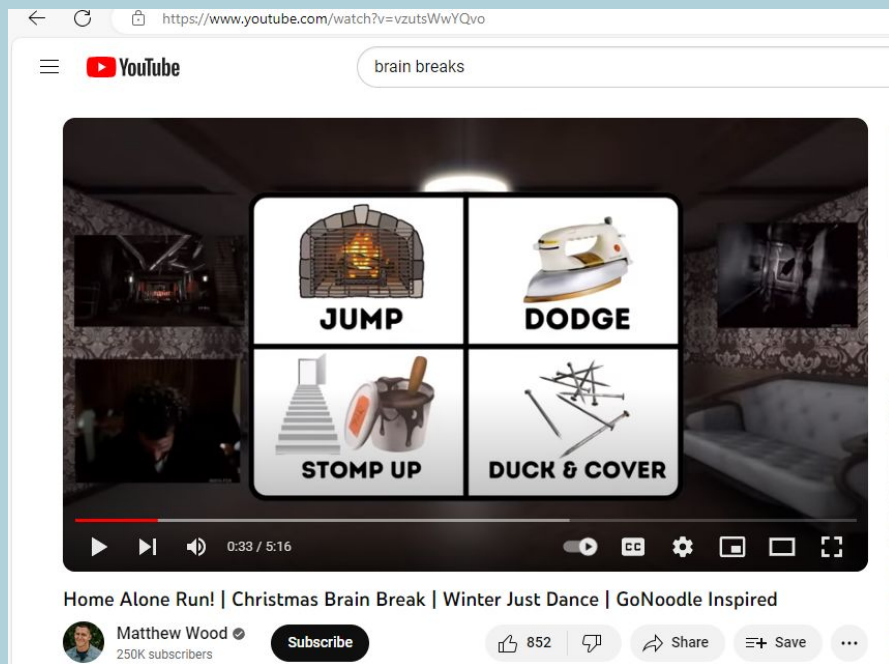 https://www.youtube.com/watch?v=vzutsWwYQvo
YouTube
brain breaks
JUMP
DODGE
STOMP UP
DUCK & COVER
0:33 / 5:16
CC
Home Alone Run! | Christmas Brain Break | Winter Just Dance | GoNoodle Inspired
Matthew Wood
250K subscribers
Subscribe
852
Share
Save